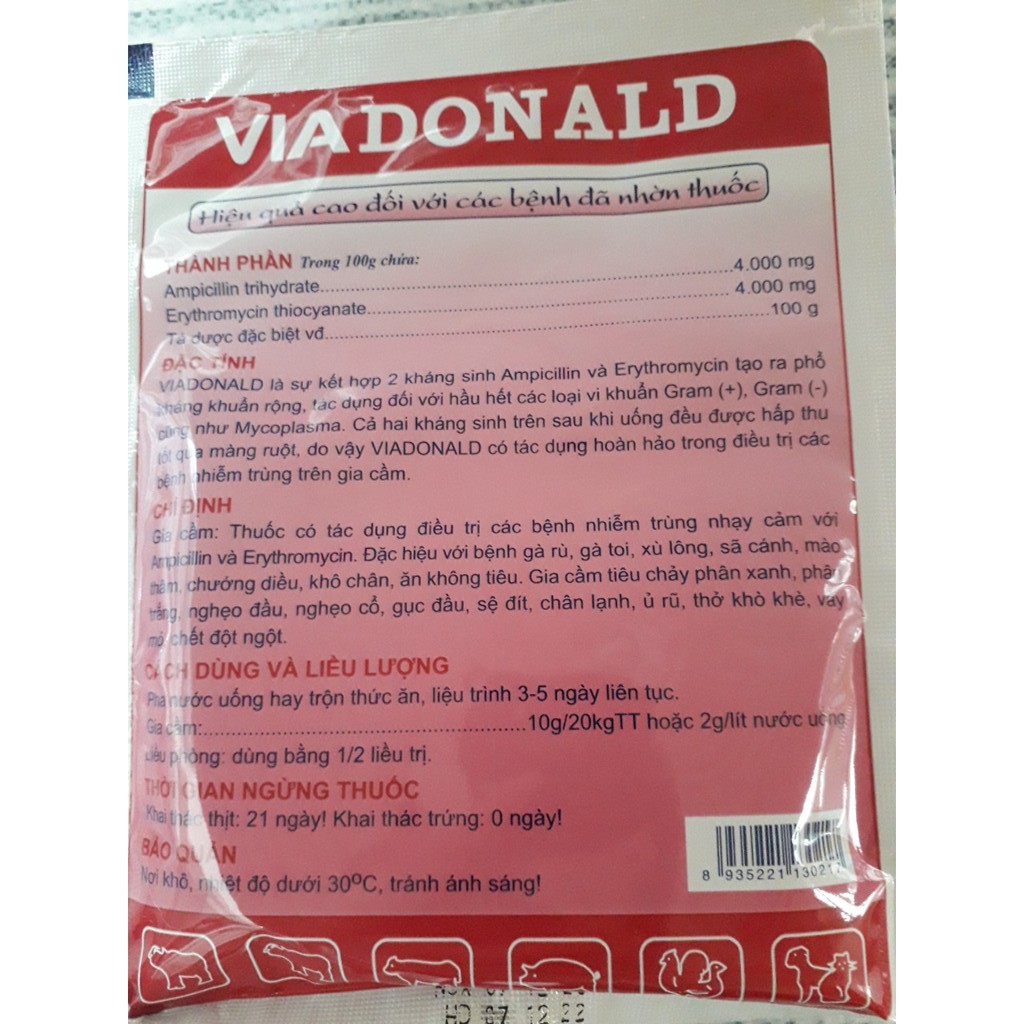 VIADONALD
Hiệu quả cao đối với các bệnh đã nhờn thuốc
THÀNH PHẦN Trong 100g chứa:
Ampicillin trihydrate........................4.000 mg
Erythromycin thiocyanate........................4.000 mg
Tá dược đặc biệt vđ........................100 g
ĐẶC TÍNH
VIADONALD là sự kết hợp 2 kháng sinh Ampicillin và Erythromycin tạo ra phổ
kháng khuẩn rộng, tác dụng đối với hầu hết các loại vi khuẩn Gram (+), Gram (-)
cũng như Mycoplasma. Cả hai kháng sinh trên sau khi uống đều được hấp thu
tốt qua màng ruột, do vậy VIADONALD có tác dụng hoàn hảo trong điều trị các
bệnh nhiễm trùng trên gia cầm.
CHỈ ĐỊNH
Gia cầm: Thuốc có tác dụng điều trị các bệnh nhiễm trùng nhạy cảm với
Ampicillin và Erythromycin. Đặc hiệu với bệnh gà rù, gà toi, xù lông, sã cánh, mào
thâm, chướng diều, khô chân, ăn không tiêu. Gia cầm tiêu chảy phân xanh, phân
trắng, nghẹo đầu, nghẹo cổ, gục đầu, sệ đít, chân lạnh, ủ rũ, thở khò khè, vảy
mỏ, chết đột ngột.
CÁCH DÙNG VÀ LIỀU LƯỢNG
Pha nước uống hay trộn thức ăn, liệu trình 3-5 ngày liên tục.
Gia cầm:........................10g/20kgTT hoặc 2g/lít nước uống
Liều phòng: dùng bằng 1/2 liều trị.
THỜI GIAN NGỪNG THUỐC
Khai thác thịt: 21 ngày! Khai thác trứng: 0 ngày!
BẢO QUẢN
Nơi khô, nhiệt độ dưới 30ºC, tránh ánh sáng!
8 935221 130217
HD 07 12 22